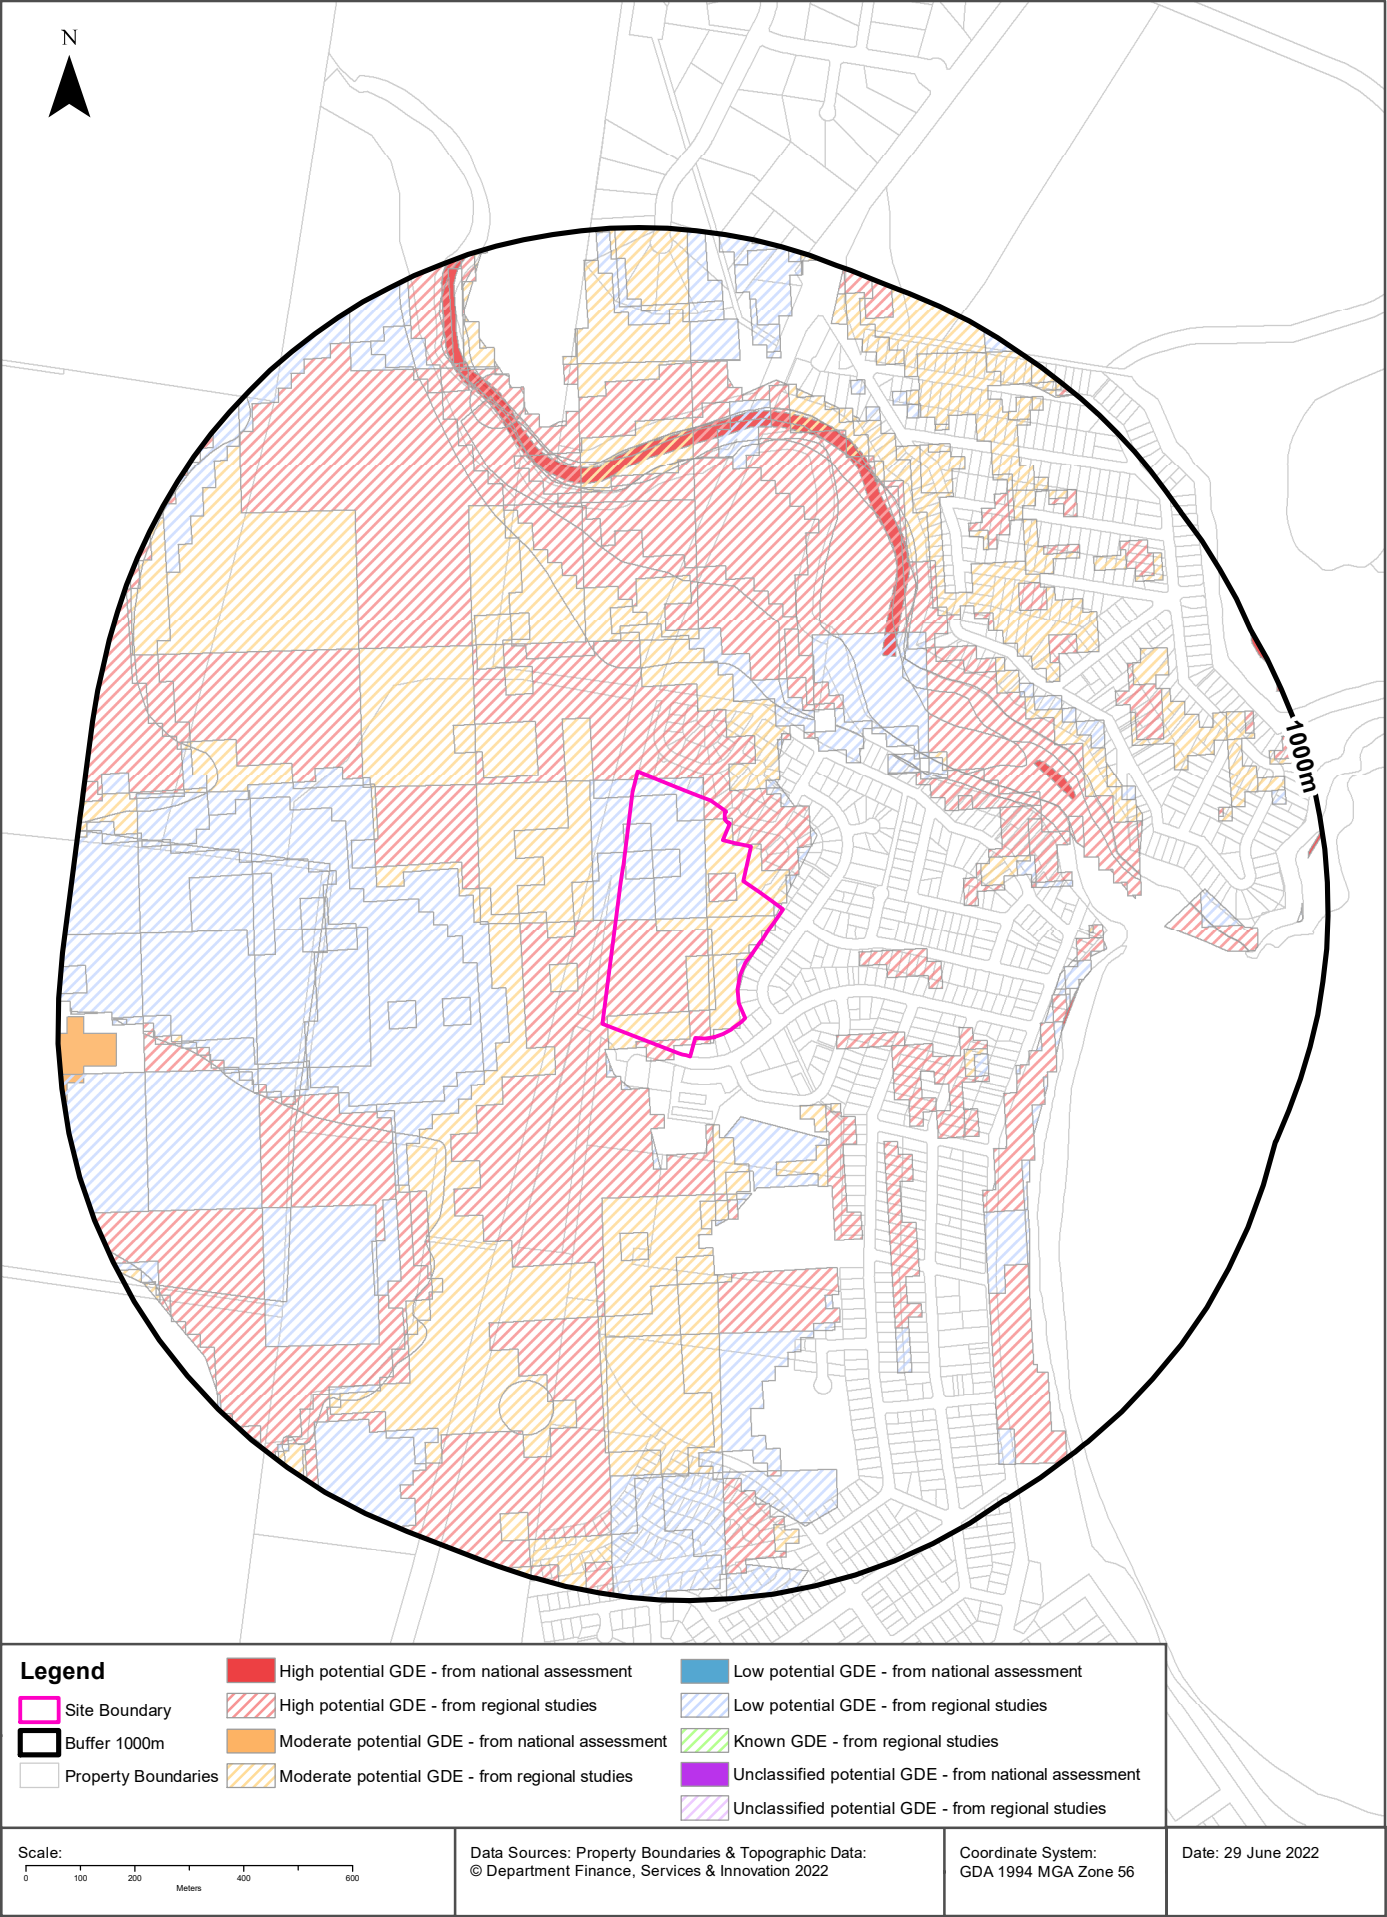 N
1000m
Legend
Site Boundary
Buffer 1000m
Property Boundaries
High potential GDE - from national assessment
High potential GDE - from regional studies
Moderate potential GDE - from national assessment
Moderate potential GDE - from regional studies
Low potential GDE - from national assessment
Low potential GDE - from regional studies
Known GDE - from regional studies
Unclassified potential GDE - from national assessment
Unclassified potential GDE - from regional studies
Scale:
0 100 200 400 600
Meters
Data Sources: Property Boundaries & Topographic Data:
© Department Finance, Services & Innovation 2022
Coordinate System:
GDA 1994 MGA Zone 56
Date: 29 June 2022